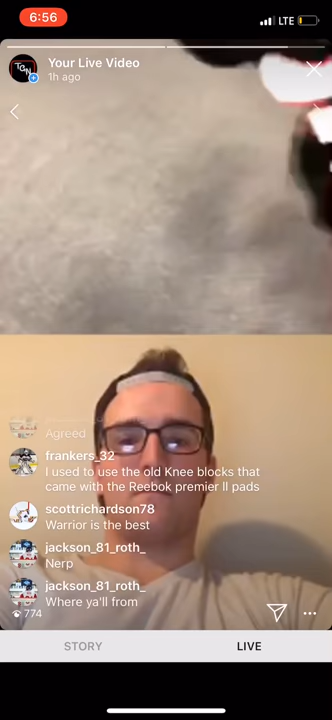 6:56
LTE
TGN
Your Live Video
1h ago
Agreed
frankers_32
I used to use the old Knee blocks that
came with the Reebok premier ll pads
scottrichardson78
Warrior is the best
jackson_81_roth_
Nerp
jackson_81_roth_
Where ya'll from
774
STORY
LIVE